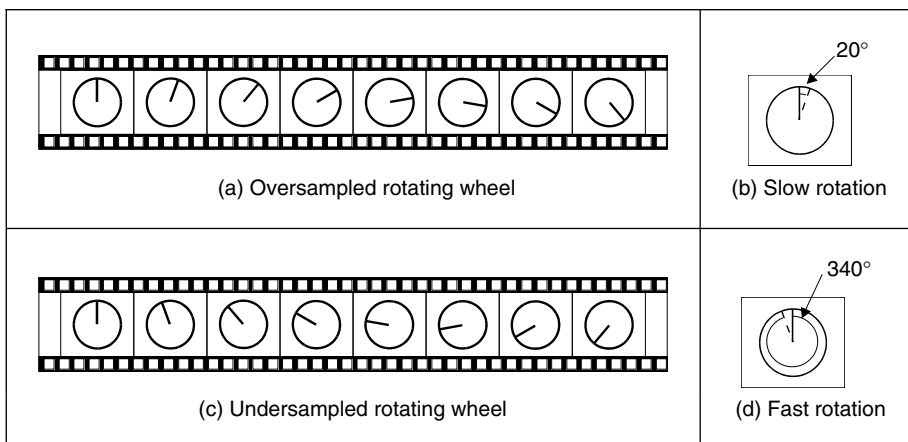 20°
(a) Oversampled rotating wheel
(b) Slow rotation
340°
(c) Undersampled rotating wheel
(d) Fast rotation